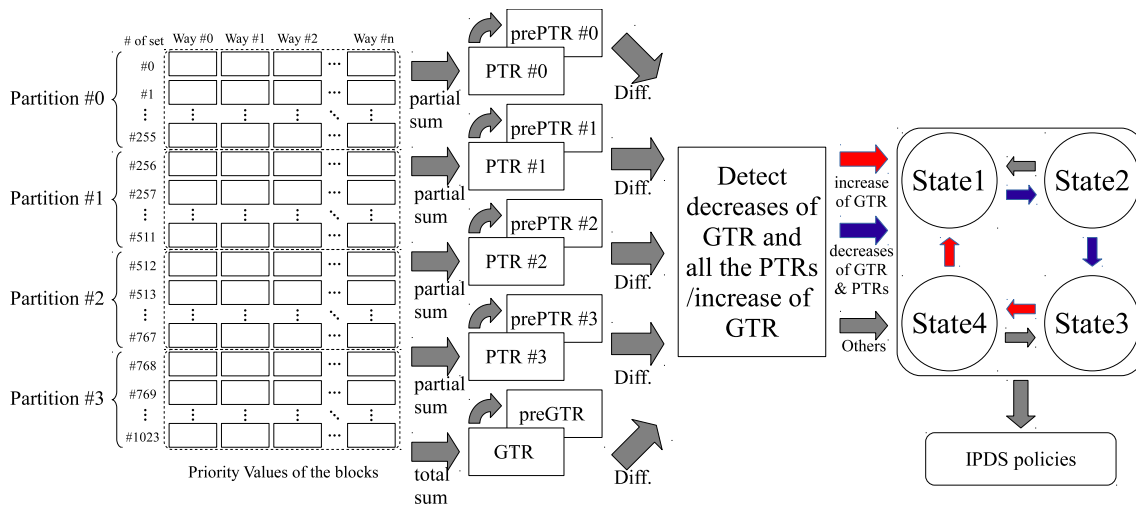 # of set
Way #0
Way #1
Way #2
Way #n
Partition #0
#0
#1
#255
Partition #1
#256
#257
#511
Partition #2
#512
#513
#767
Partition #3
#768
#769
#1023
Priority Values of the blocks
partial
sum
partial
sum
partial
sum
partial
sum
total
sum
prePTR #0
PTR #0
prePTR #1
PTR #1
prePTR #2
PTR #2
prePTR #3
PTR #3
preGTR
GTR
Diff.
Diff.
Diff.
Diff.
Diff.
Detect
decreases of
GTR and
all the PTRs
/increase of
GTR
increase
of GTR
decreases
of GTR
& PTRs
Others
State1
State2
State4
State3
IPDS policies